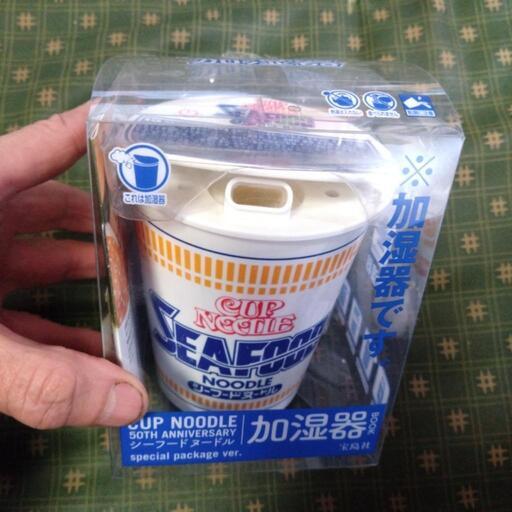 これは加湿器
※加湿器です。
CUP
NOODLE
SEAFOOD
NOODLE
シーフードヌードル
CUP NOODLE
50TH ANNIVERSARY
シーフードヌードル
special package ver.
加湿器
BOOK
宝島社